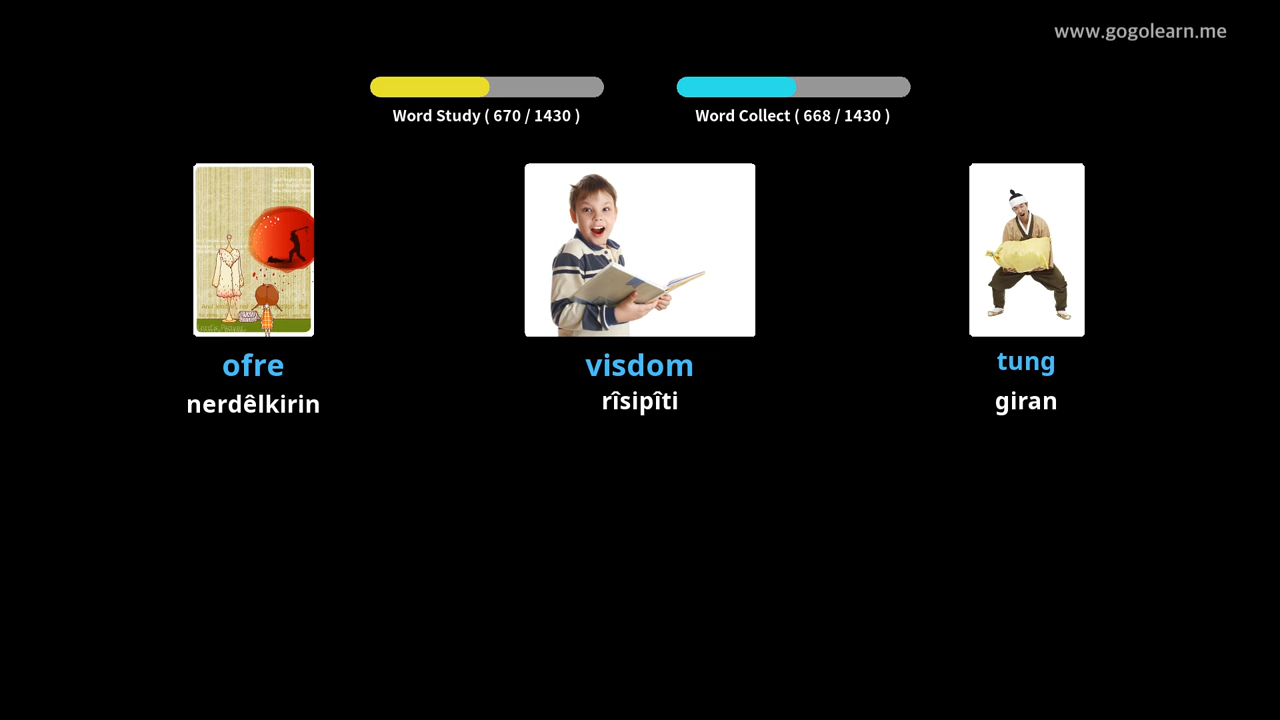 www.gogolearn.me
Word Study ( 670 / 1430 )
Word Collect ( 668 / 1430 )
ofre
visdom
tung
nerdêlkirin
rîsipîti
giran